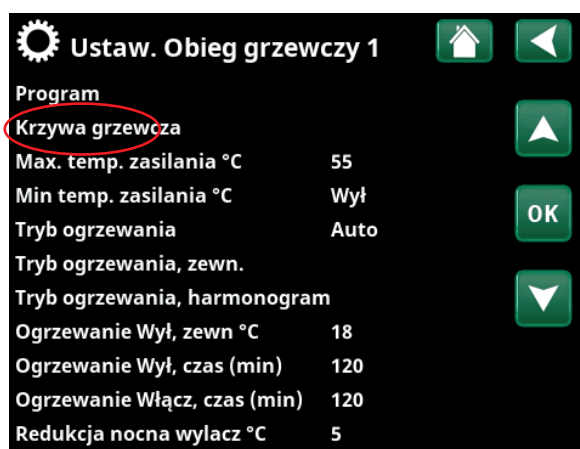 Ustaw. Obieg grzewczy 1
Program
Krzywa grzewcza
Max. temp. zasilania °C 55
Min temp. zasilania °C Wył
Tryb ogrzewania Auto
OK
Tryb ogrzewania, zewn.
Tryb ogrzewania, harmonogram
Ogrzewanie Wył, zewn °C 18
Ogrzewanie Wył, czas (min) 120
Ogrzewanie Włącz, czas (min) 120
Redukcja nocna wylacz °C 5